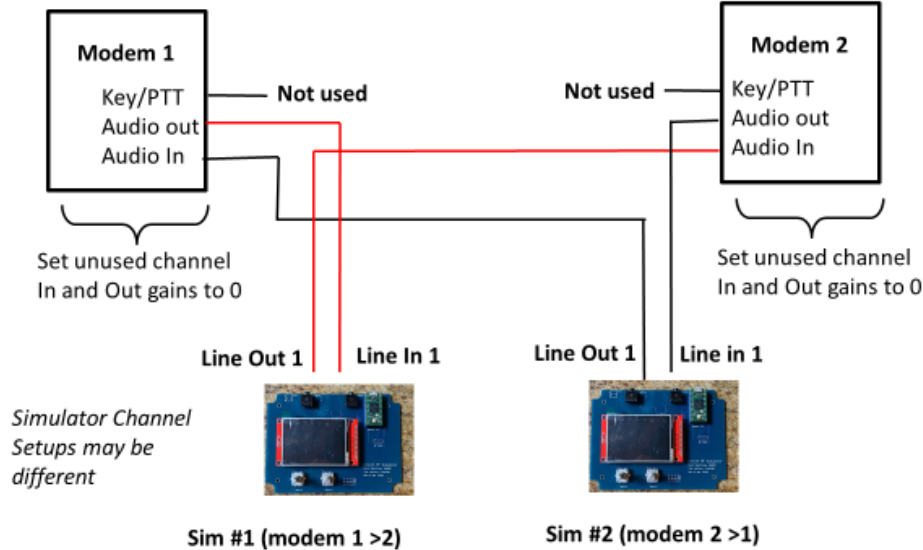 Modem 1
Key/PTT
Audio out
Audio In
Not used
Modem 2
Not used
Key/PTT
Audio out
Audio In
Set unused channel
In and Out gains to 0
Set unused channel
In and Out gains to 0
Line Out 1
Line In 1
Line Out 1
Line in 1
Simulator Channel
Setups may be
different
Sim #1 (modem 1 >2)
Sim #2 (modem 2 >1)